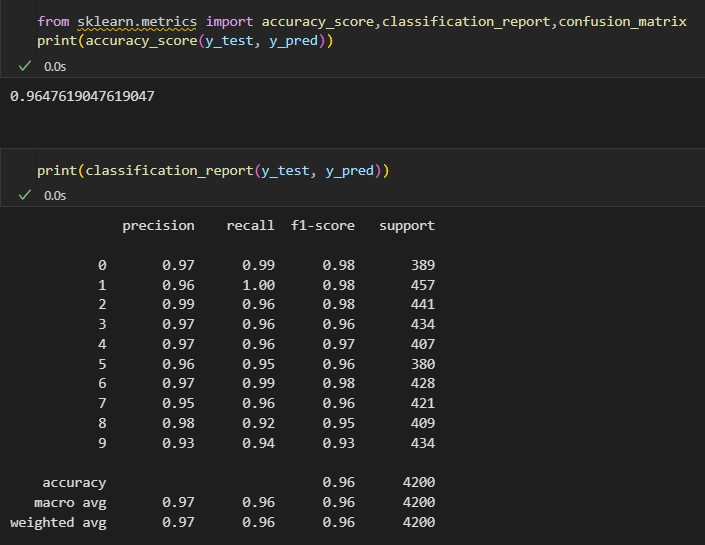 from sklearn.metrics import accuracy_score,classification_report,confusion_matrix
print(accuracy_score(y_test, y_pred))
0.0s
0.9647619047619047
print(classification_report(y_test, y_pred))
0.0s
precision recall f1-score support
0 0.97 0.99 0.98 389
1 0.96 1.00 0.98 457
2 0.99 0.96 0.98 441
3 0.97 0.96 0.96 434
4 0.97 0.96 0.97 407
5 0.96 0.95 0.96 380
6 0.97 0.99 0.98 428
7 0.95 0.96 0.96 421
8 0.98 0.92 0.95 409
9 0.93 0.94 0.93 434
accuracy 0.96 4200
macro avg 0.97 0.96 0.96 4200
weighted avg 0.97 0.96 0.96 4200